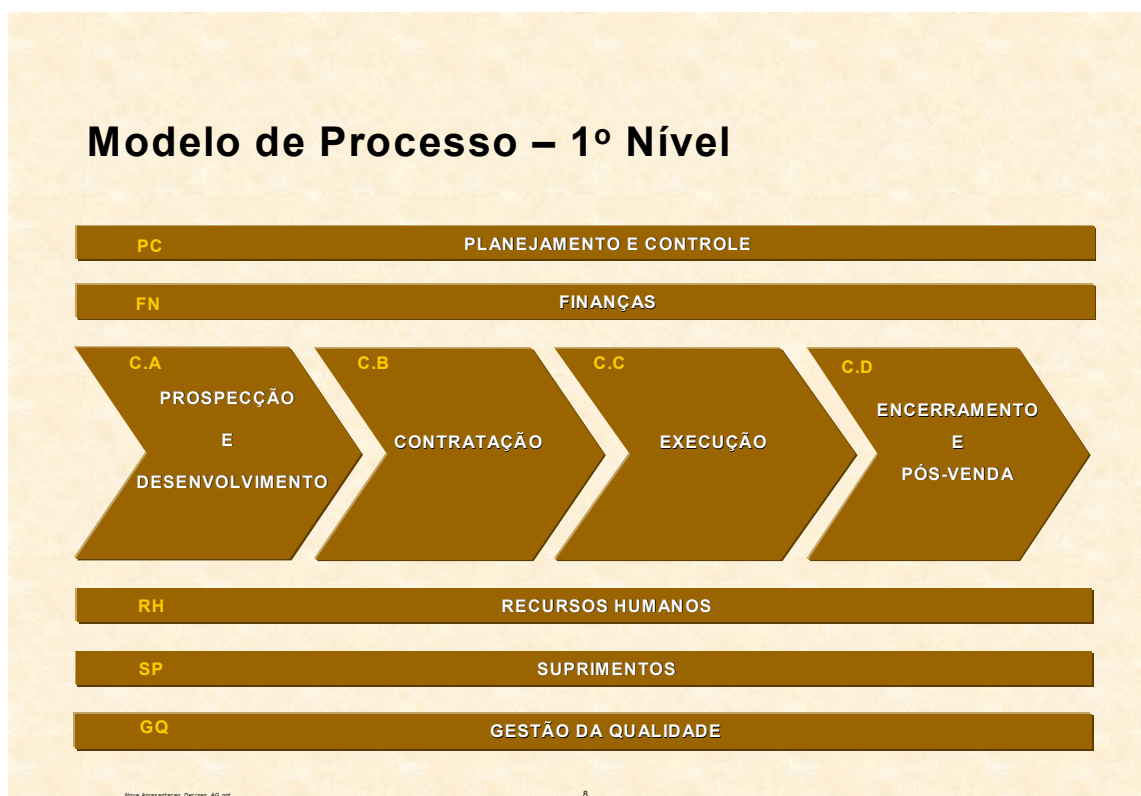 Modelo de Processo – 1º Nível
PC PLANEJAMENTO E CONTROLE
FN FINANÇAS
C.A
PROSPECÇÃO
E
DESENVOLVIMENTO
C.B
CONTRATAÇÃO
C.C
EXECUÇÃO
C.D
ENCERRAMENTO
E
PÓS-VENDA
RH RECURSOS HUMANOS
SP SUPRIMENTOS
GQ GESTÃO DA QUALIDADE
8